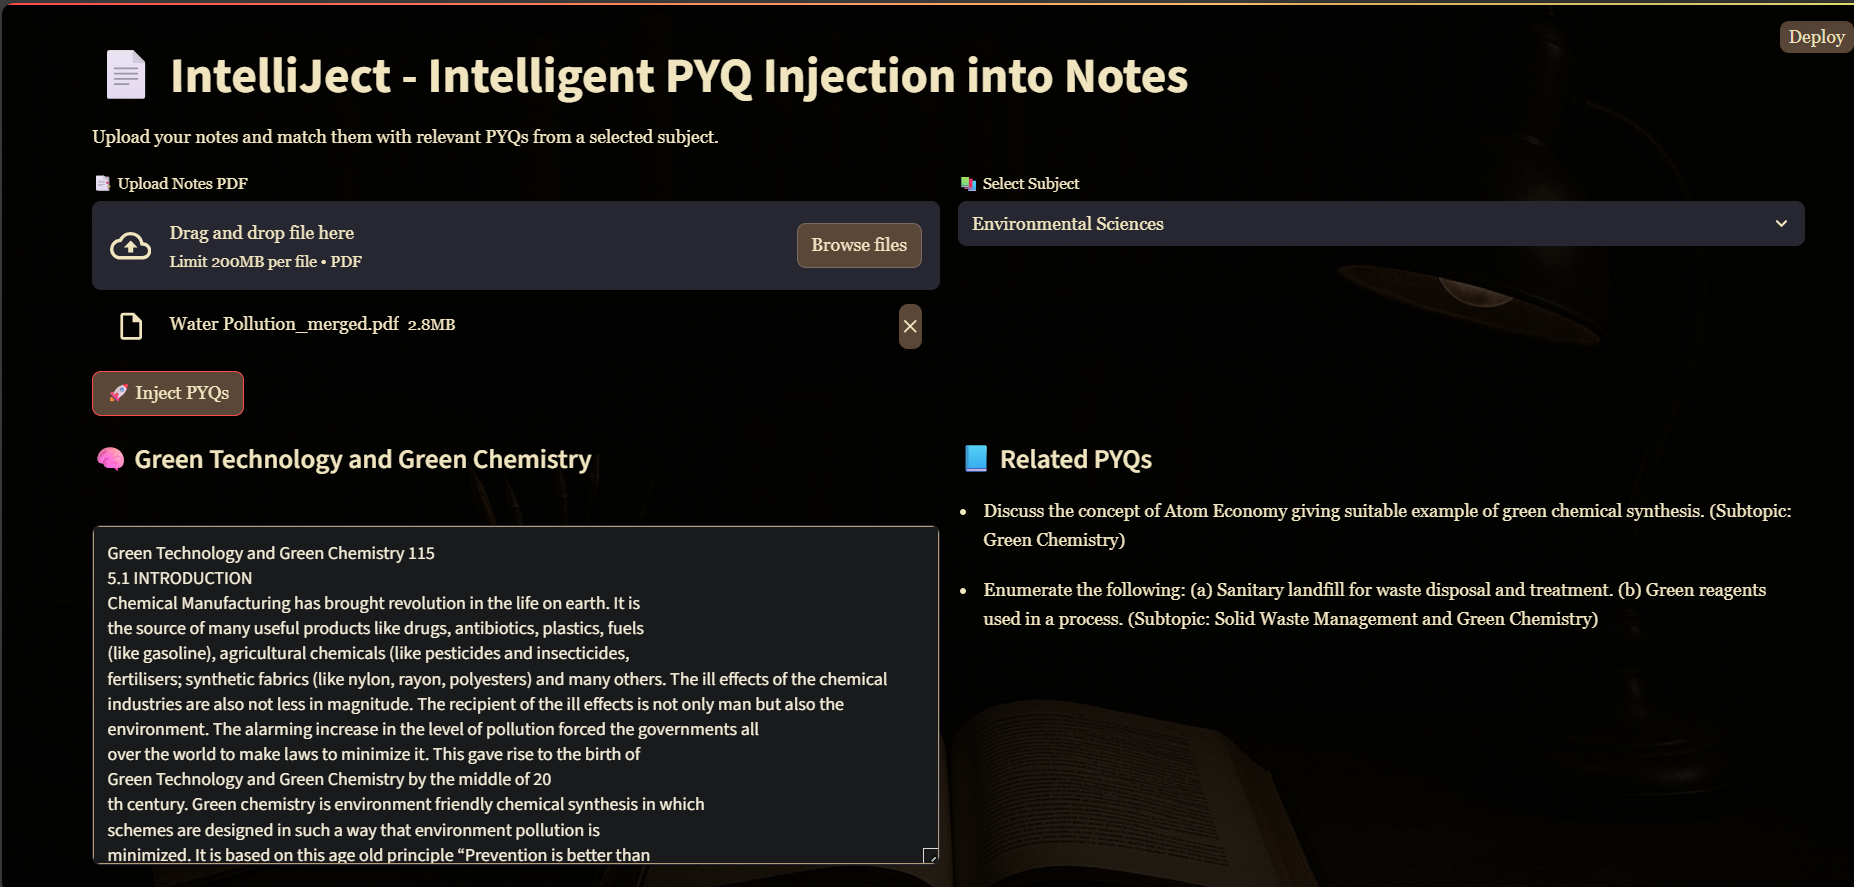 Deploy
IntelliJect - Intelligent PYQ Injection into Notes
Upload your notes and match them with relevant PYQs from a selected subject.
Upload Notes PDF
Drag and drop file here
Limit 200MB per file • PDF
Browse files
Water Pollution_merged.pdf 2.8MB
Select Subject
Environmental Sciences
Inject PYQs
Green Technology and Green Chemistry
Green Technology and Green Chemistry 115
5.1 INTRODUCTION
Chemical Manufacturing has brought revolution in the life on earth. It is
the source of many useful products like drugs, antibiotics, plastics, fuels
(like gasoline), agricultural chemicals (like pesticides and insecticides,
fertilisers; synthetic fabrics (like nylon, rayon, polyesters) and many others. The ill effects of the chemical
industries are also not less in magnitude. The recipient of the ill effects is not only man but also the
environment. The alarming increase in the level of pollution forced the governments all
over the world to make laws to minimize it. This gave rise to the birth of
Green Technology and Green Chemistry by the middle of 20
th century. Green chemistry is environment friendly chemical synthesis in which
schemes are designed in such a way that environment pollution is
minimized. It is based on this age old principle “Prevention is better than
Related PYQs
• Discuss the concept of Atom Economy giving suitable example of green chemical synthesis. (Subtopic:
Green Chemistry)
• Enumerate the following: (a) Sanitary landfill for waste disposal and treatment. (b) Green reagents
used in a process. (Subtopic: Solid Waste Management and Green Chemistry)